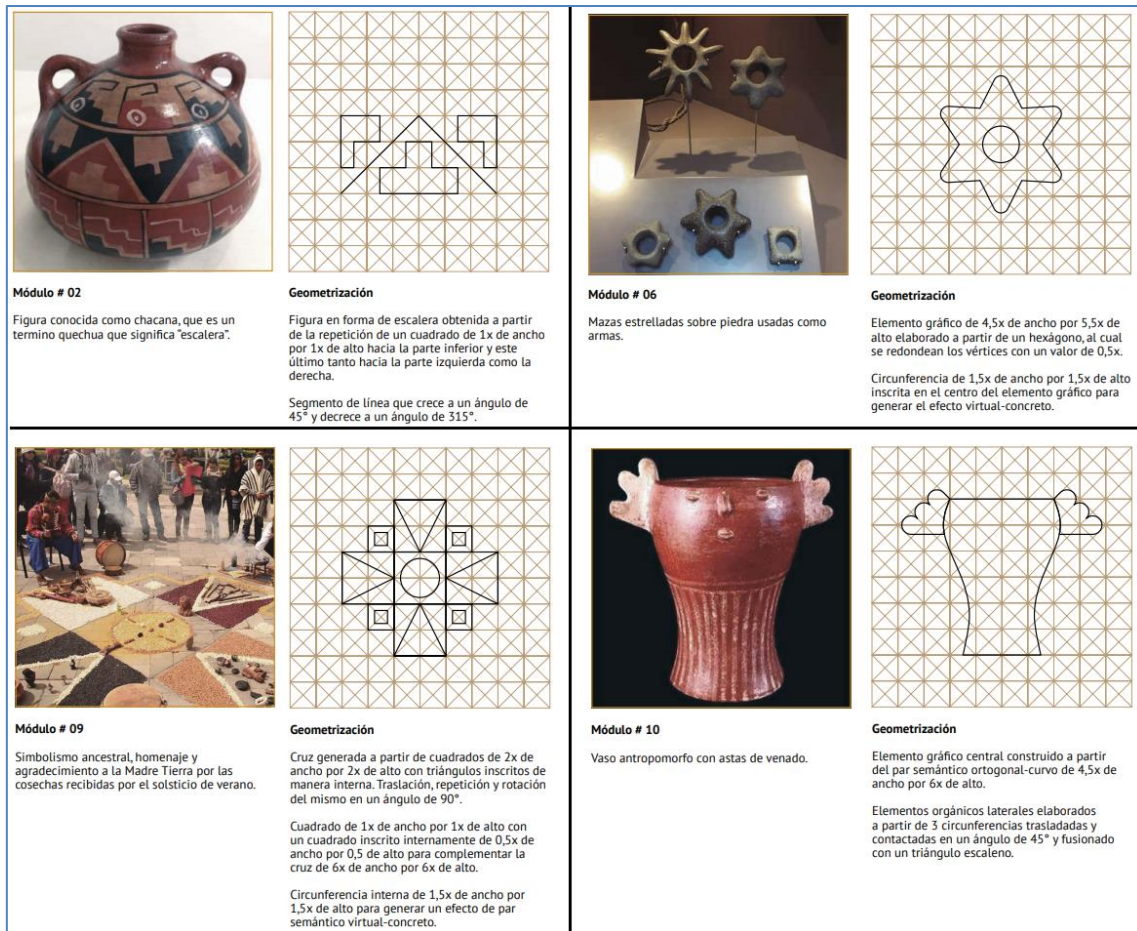 Módulo # 02
Figura conocida como chacana, que es un
termino quechua que significa “escalera”.
Geometrización
Figura en forma de escalera obtenida a partir
de la repetición de un cuadrado de 1x de ancho
por 1x de alto hacia la parte inferior y este
último tanto hacia la parte izquierda como la
derecha.
Segmento de línea que crece a un ángulo de
45° y decrece a un ángulo de 315°.
Módulo # 06
Mazas estrelladas sobre piedra usadas como
armas.
Geometrización
Elemento gráfico de 4,5x de ancho por 5,5x de
alto elaborado a partir de un hexágono, al cual
se redondean los vértices con un valor de 0,5x.
Circunferencia de 1,5x de ancho por 1,5x de alto
inscrita en el centro del elemento gráfico para
generar el efecto virtual-concreto.
Módulo # 09
Simbolismo ancestral, homenaje y
agradecimiento a la Madre Tierra por las
cosechas recibidas por el solsticio de verano.
Geometrización
Cruz generada a partir de cuadrados de 2x de
ancho por 2x de alto con triángulos inscritos de
manera interna. Traslación, repetición y rotación
del mismo en un ángulo de 90°.
Cuadrado de 1x de ancho por 1x de alto con
un cuadrado inscrito internamente de 0,5x de
ancho por 0,5 de alto para complementar la
cruz de 6x de ancho por 6x de alto.
Circunferencia interna de 1,5x de ancho por
1,5x de alto para generar un efecto de par
semántico virtual-concreto.
Módulo # 10
Vaso antropomorfo con astas de venado.
Geometrización
Elemento gráfico central construido a partir
del par semántico ortogonal-curvo de 4,5x de
ancho por 6x de alto.
Elementos orgánicos laterales elaborados
a partir de 3 circunferencias trasladadas y
contactadas en un ángulo de 45° y fusionado
con un triángulo escaleno.